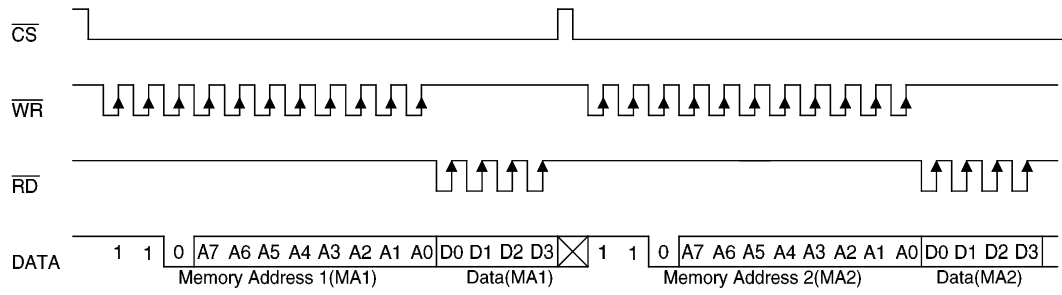 CS
WR
RD
DATA 1 1 0 A7 A6 A5 A4 A3 A2 A1 A0 D0 D1 D2 D3 1 1 0 A7 A6 A5 A4 A3 A2 A1 A0 D0 D1 D2 D3
Memory Address 1(MA1) Data(MA1) Memory Address 2(MA2) Data(MA2)